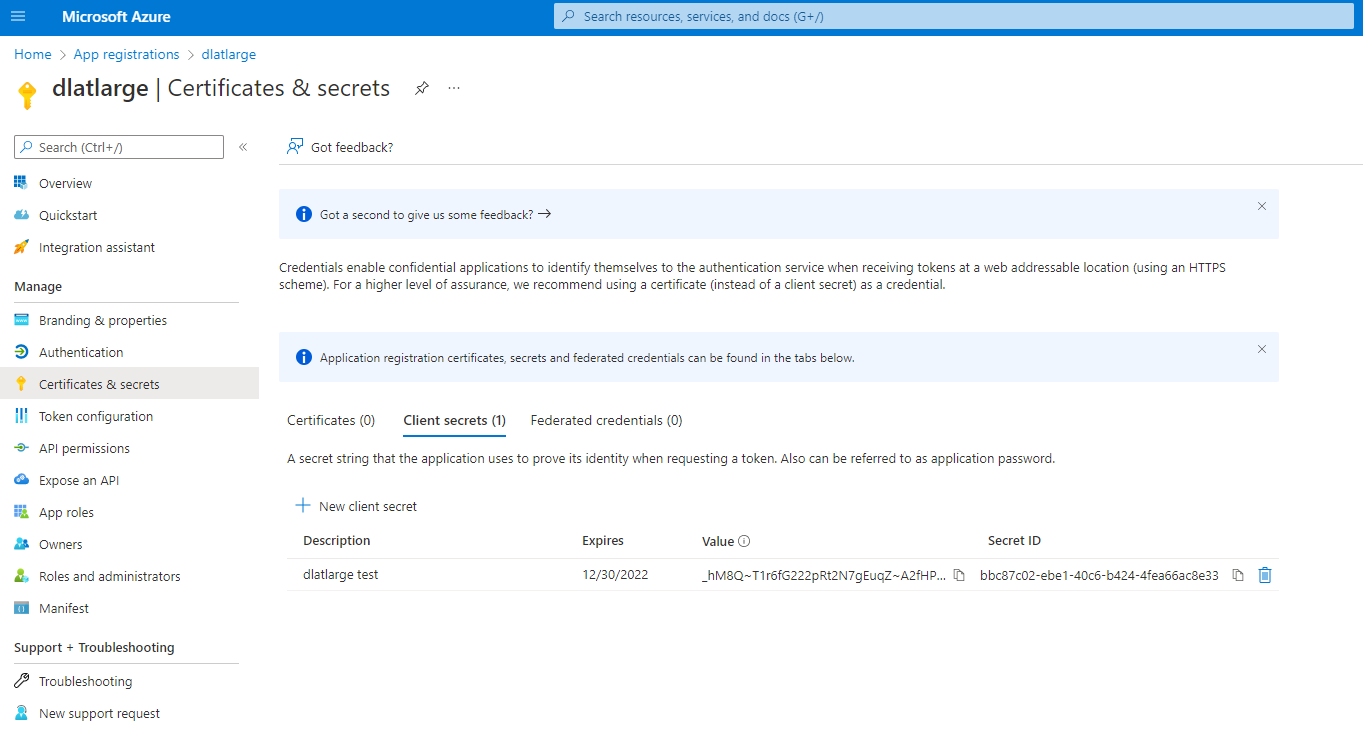 Microsoft Azure
Search resources, services, and docs (G+/)
Home > App registrations > dlatlarge
dlatlarge | Certificates & secrets
Search (Ctrl+/)
Overview
Quickstart
Integration assistant
Manage
Branding & properties
Authentication
Certificates & secrets
Token configuration
API permissions
Expose an API
App roles
Owners
Roles and administrators
Manifest
Support + Troubleshooting
Troubleshooting
New support request
Got feedback?
Got a second to give us some feedback?
Credentials enable confidential applications to identify themselves to the authentication service when receiving tokens at a web addressable location (using an HTTPS
scheme). For a higher level of assurance, we recommend using a certificate (instead of a client secret) as a credential.
Application registration certificates, secrets and federated credentials can be found in the tabs below.
Certificates (0) Client secrets (1) Federated credentials (0)
A secret string that the application uses to prove its identity when requesting a token. Also can be referred to as application password.
New client secret
Description Expires Value Secret ID
dlatlarge test 12/30/2022 _hM8Q~T1r6fG222pRt2N7gEuqZ~A2fHP... bbc87c02-ebe1-40c6-b424-4fea66ac8e33